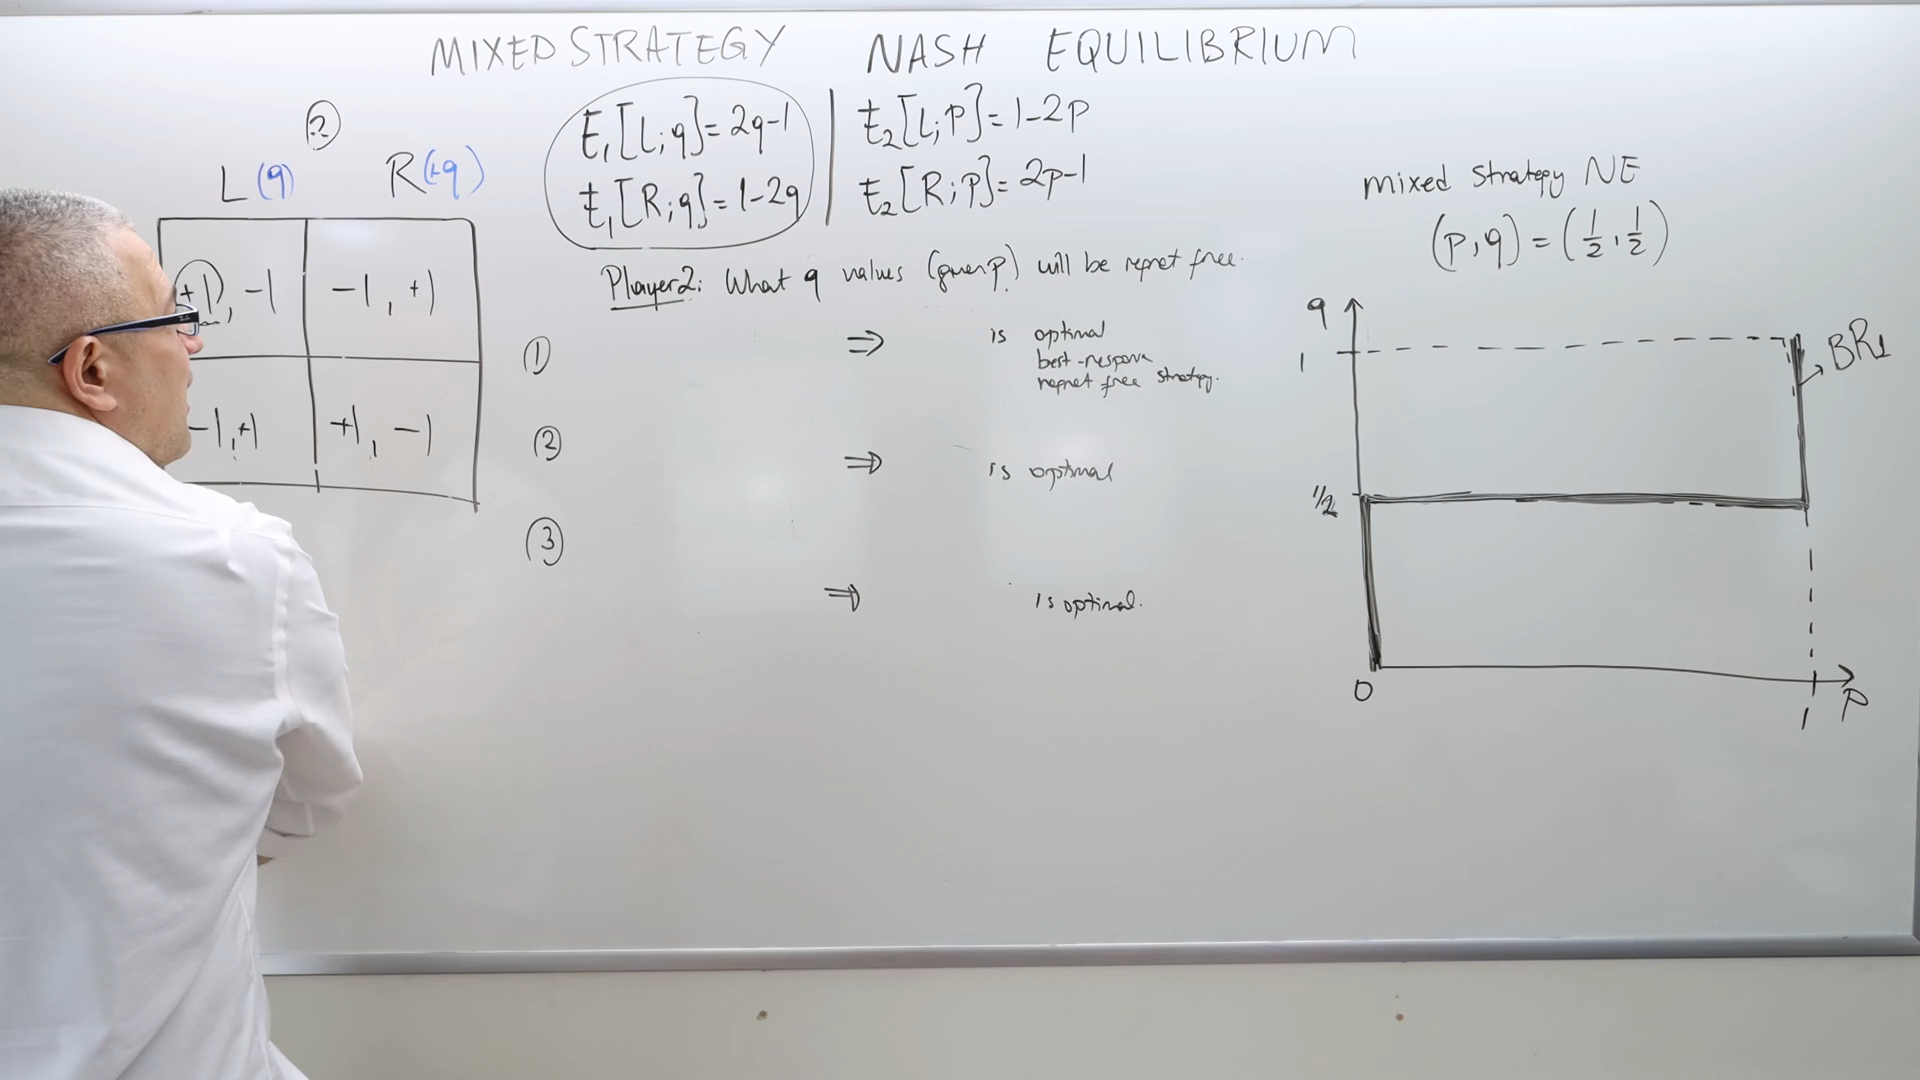 MIXED STRATEGY NASH EQUILIBRIUM
②
L (q) R (1-q)
+1, -1 -1, +1
-1, +1 +1, -1
E₁[L;q] = 2q-1
E₁[R;q] = 1-2q
E₂[L;p] = 1-2p
E₂[R;p] = 2p-1
Player 2: What q values (given p) will be regret free.
① ⇒ is optimal
best-response
regret free strategy.
② ⇒ is optimal
③
⇒ is optimal.
mixed strategy NE
(p,q) = (1/2, 1/2)
q
1
BR1
1/2
0
1
P